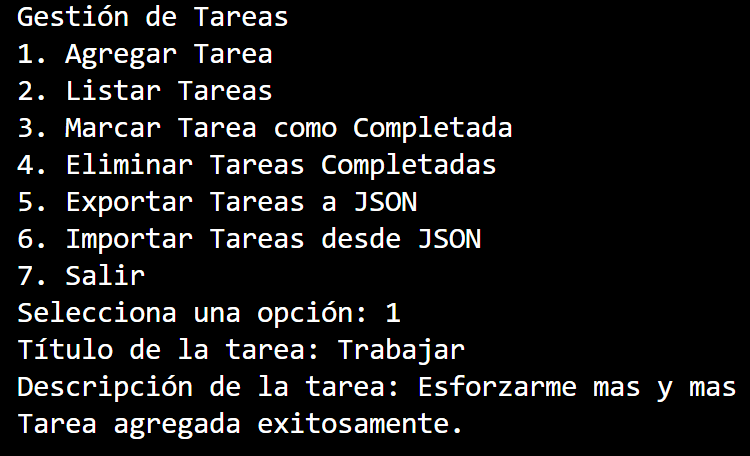 Gestión de Tareas
1. Agregar Tarea
2. Listar Tareas
3. Marcar Tarea como Completada
4. Eliminar Tareas Completadas
5. Exportar Tareas a JSON
6. Importar Tareas desde JSON
7. Salir
Selecciona una opción: 1
Título de la tarea: Trabajar
Descripción de la tarea: Esforzarme mas y mas
Tarea agregada exitosamente.